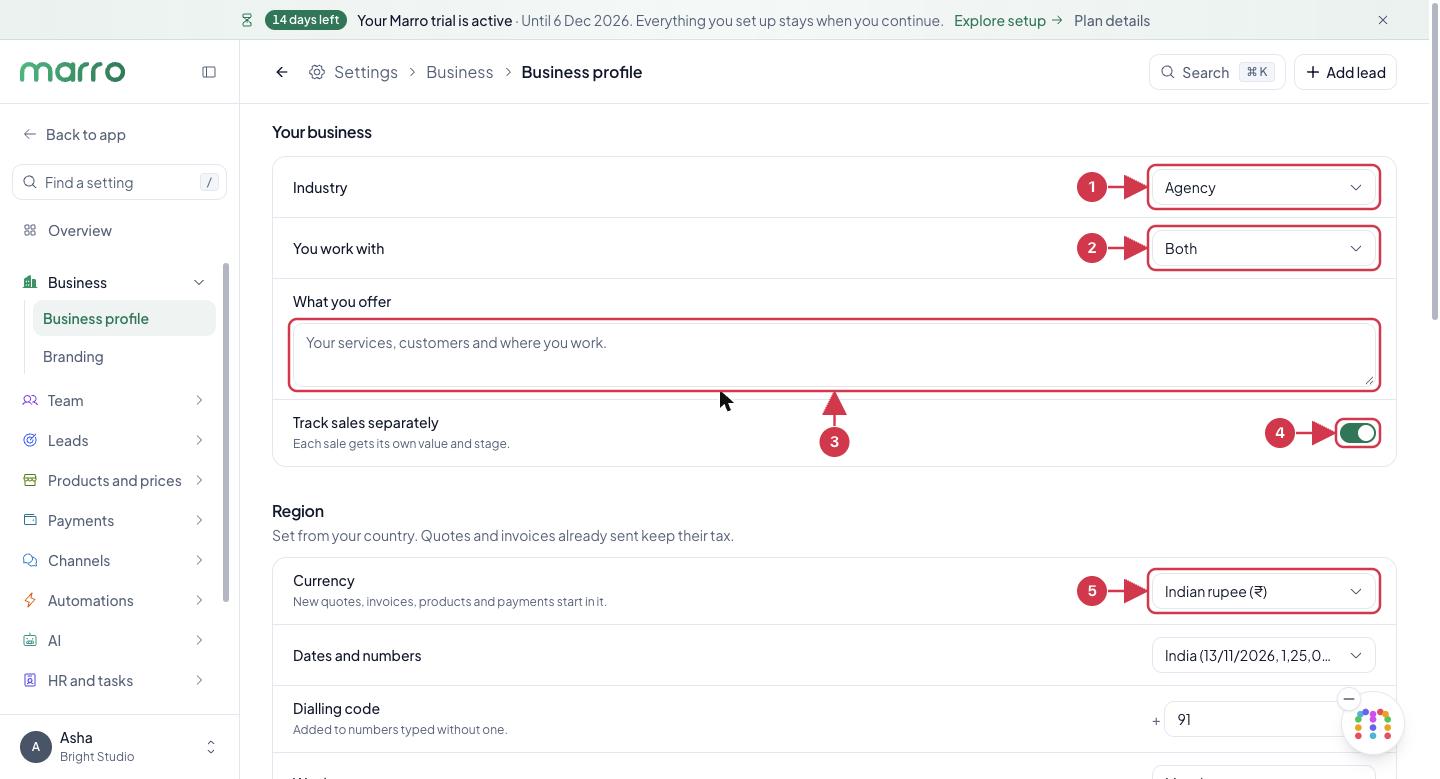 14 days left Your Marro trial is active · Until 6 Dec 2026. Everything you set up stays when you continue. Explore setup → Plan details
marro
Settings > Business > Business profile
Search ⌘ K
+ Add lead
Back to app
Find a setting /
Overview
Business
Business profile
Branding
Team
Leads
Products and prices
Payments
Channels
Automations
AI
HR and tasks
A
Asha
Bright Studio
Your business
Industry
1
Agency
You work with
2
Both
What you offer
Your services, customers and where you work.
3
Track sales separately
Each sale gets its own value and stage.
4
Region
Set from your country. Quotes and invoices already sent keep their tax.
Currency
New quotes, invoices, products and payments start in it.
5
Indian rupee (₹)
Dates and numbers
India (13/11/2026, 1,25,0...
Dialling code
Added to numbers typed without one.
+ 91